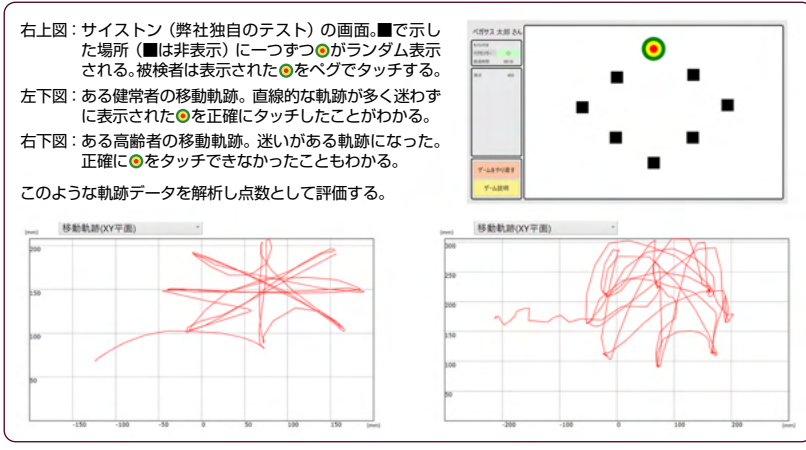 右上図：サイストン（弊社独自のテスト）の画面。■で示し
た場所（■は非表示）に一つずつ◎がランダム表示
される。被検者は表示された◎をペグでタッチする。
左下図：ある健常者の移動軌跡。直線的な軌跡が多く迷わず
に表示された◎を正確にタッチしたことがわかる。
右下図：ある高齢者の移動軌跡。迷いがある軌跡になった。
正確に◎をタッチできなかったこともわかる。
このような軌跡データを解析し点数として評価する。
ペガサス 太郎 さん
ゲームをやり直す
ゲーム説明
(mm) 移動軌跡(XY平面)
200
150
100
50
-150 -100 -50 0 50 100 150 (mm)
(mm) 移動軌跡(XY平面)
300
250
200
150
100
50
-200 -100 0 100 200 (mm)